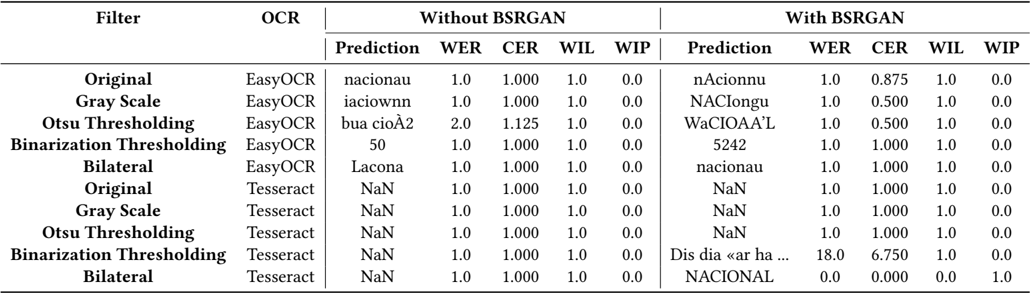 Filter OCR Without BSRGAN With BSRGAN
Prediction WER CER WIL WIP Prediction WER CER WIL WIP
Original EasyOCR nacionau 1.0 1.000 1.0 0.0 nAcionnu 1.0 0.875 1.0 0.0
Gray Scale EasyOCR iaciownn 1.0 1.000 1.0 0.0 NACIongu 1.0 0.500 1.0 0.0
Otsu Thresholding EasyOCR bua cioÀ2 2.0 1.125 1.0 0.0 WaCIOAA’L 1.0 0.500 1.0 0.0
Binarization Thresholding EasyOCR 50 1.0 1.000 1.0 0.0 5242 1.0 1.000 1.0 0.0
Bilateral EasyOCR Lacona 1.0 1.000 1.0 0.0 nacionau 1.0 1.000 1.0 0.0
Original Tesseract NaN 1.0 1.000 1.0 0.0 NaN 1.0 1.000 1.0 0.0
Gray Scale Tesseract NaN 1.0 1.000 1.0 0.0 NaN 1.0 1.000 1.0 0.0
Otsu Thresholding Tesseract NaN 1.0 1.000 1.0 0.0 NaN 1.0 1.000 1.0 0.0
Binarization Thresholding Tesseract NaN 1.0 1.000 1.0 0.0 Dis dia «ar ha ... 18.0 6.750 1.0 0.0
Bilateral Tesseract NaN 1.0 1.000 1.0 0.0 NACIONAL 0.0 0.000 0.0 1.0